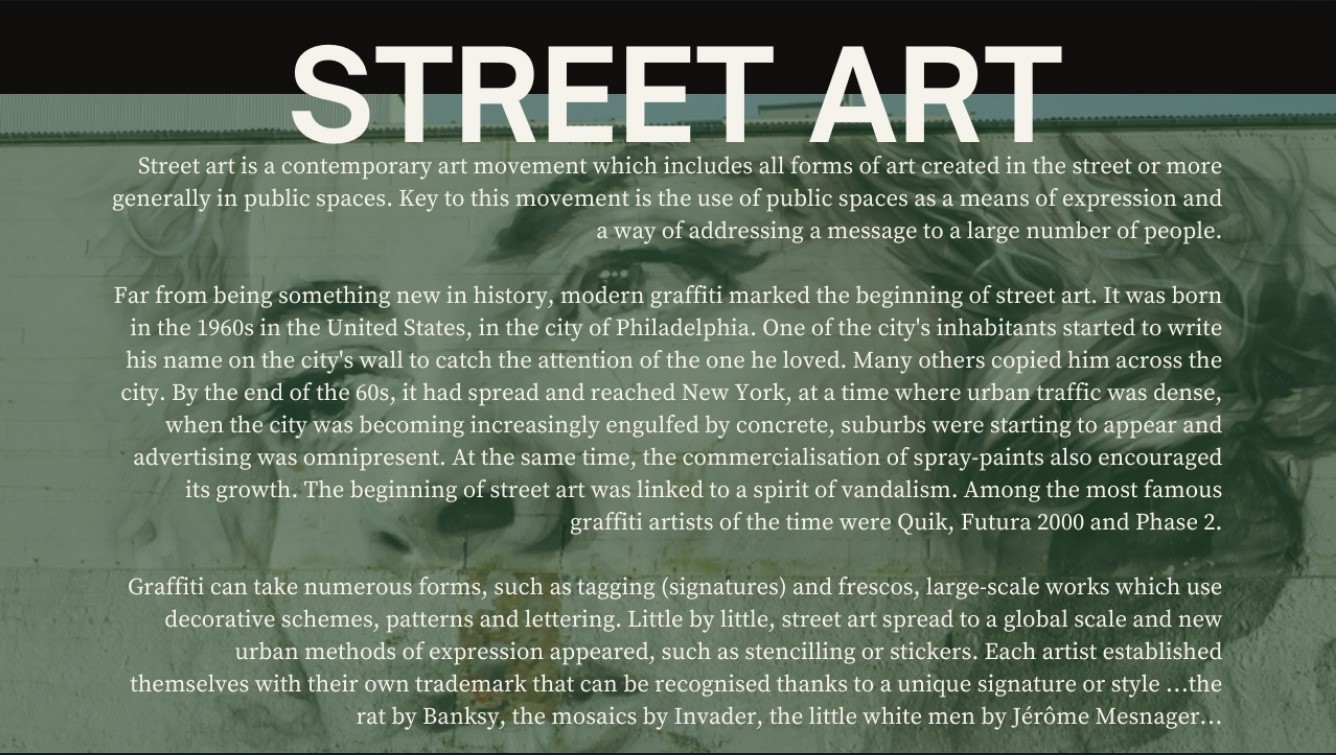 STREET ART
Street art is a contemporary art movement which includes all forms of art created in the street or more
generally in public spaces. Key to this movement is the use of public spaces as a means of expression and
a way of addressing a message to a large number of people.
Far from being something new in history, modern graffiti marked the beginning of street art. It was born
in the 1960s in the United States, in the city of Philadelphia. One of the city's inhabitants started to write
his name on the city's wall to catch the attention of the one he loved. Many others copied him across the
city. By the end of the 60s, it had spread and reached New York, at a time where urban traffic was dense,
when the city was becoming increasingly engulfed by concrete, suburbs were starting to appear and
advertising was omnipresent. At the same time, the commercialisation of spray-paints also encouraged
its growth. The beginning of street art was linked to a spirit of vandalism. Among the most famous
graffiti artists of the time were Quik, Futura 2000 and Phase 2.
Graffiti can take numerous forms, such as tagging (signatures) and frescos, large-scale works which use
decorative schemes, patterns and lettering. Little by little, street art spread to a global scale and new
urban methods of expression appeared, such as stencilling or stickers. Each artist established
themselves with their own trademark that can be recognised thanks to a unique signature or style …the
rat by Banksy, the mosaics by Invader, the little white men by Jérôme Mesnager…